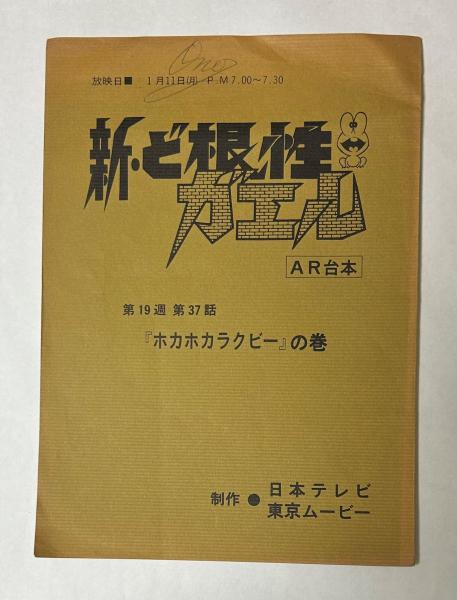 放映日■ 1月11日(月) P.M7.00〜7.30
新・ど根性
ガエル
AR台本
第19週 第37話
『ホカホカラクビー』の巻
制作● 日本テレビ
東京ムービー